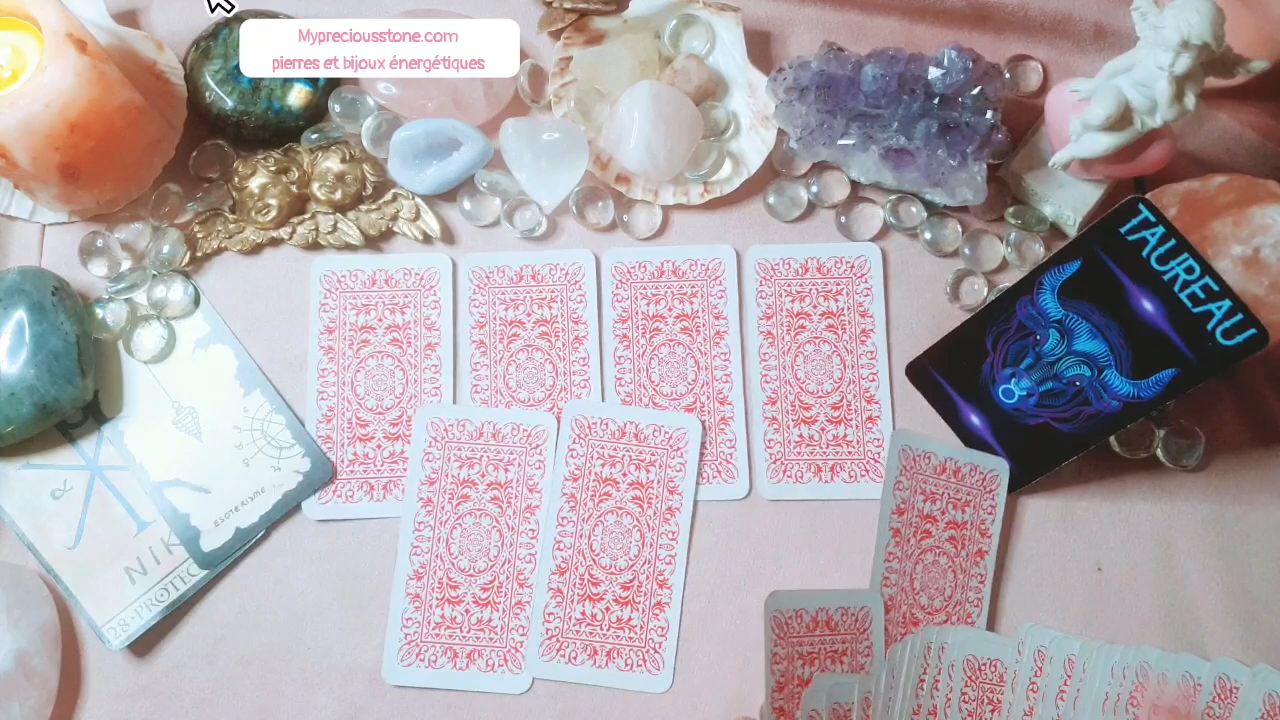 Mypreciousstone.com
pierres et bijoux énergétiques
TAUREAU
ESOTERISME
NIK
28-PROTEC